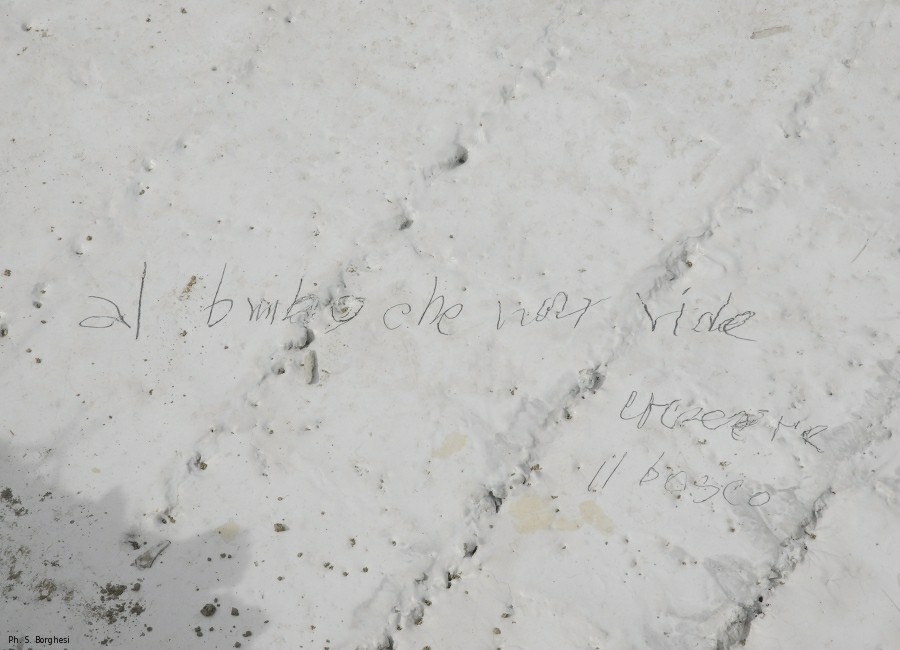 al bimbo che non vide
crescere
il bosco
Ph. S. Borghesi